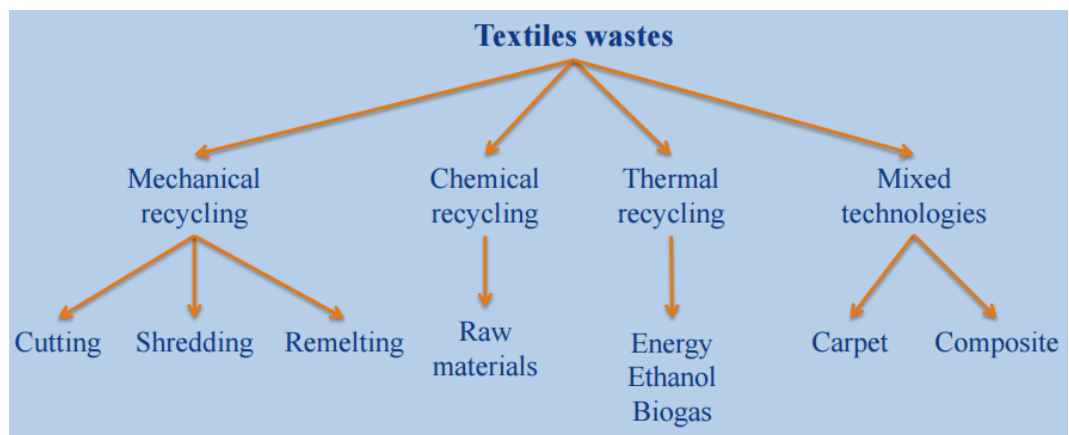 Textiles wastes
Mechanical
recycling
Chemical
recycling
Thermal
recycling
Mixed
technologies
Cutting
Shredding
Remelting
Raw
materials
Energy
Ethanol
Biogas
Carpet
Composite